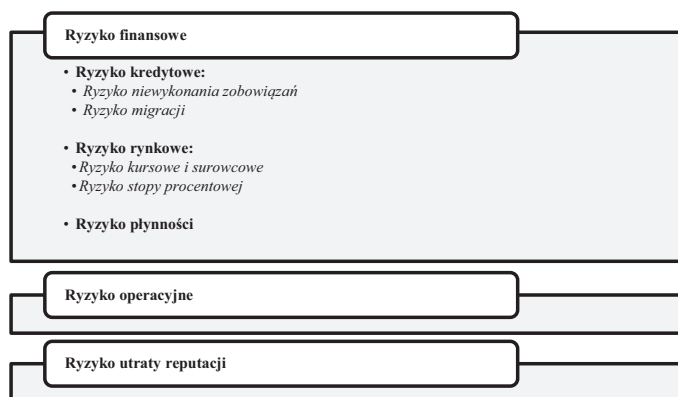 Ryzyko finansowe
• Ryzyko kredytowe:
• Ryzyko niewykonania zobowiązań
• Ryzyko migracji
• Ryzyko rynkowe:
• Ryzyko kursowe i surowcowe
• Ryzyko stopy procentowej
• Ryzyko płynności
Ryzyko operacyjne
Ryzyko utraty reputacji